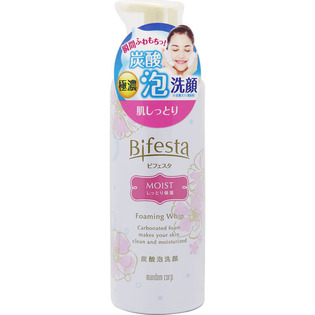 瞬間ふわもちっ!
炭酸
極濃
泡
洗顔
肌しっとり
Bifesta
ビフェスタ
MOIST
しっとり保湿
Foaming Whip
Carbonated foam
makes your skin
clean and moisturized
炭酸泡洗顔
mandom corp.